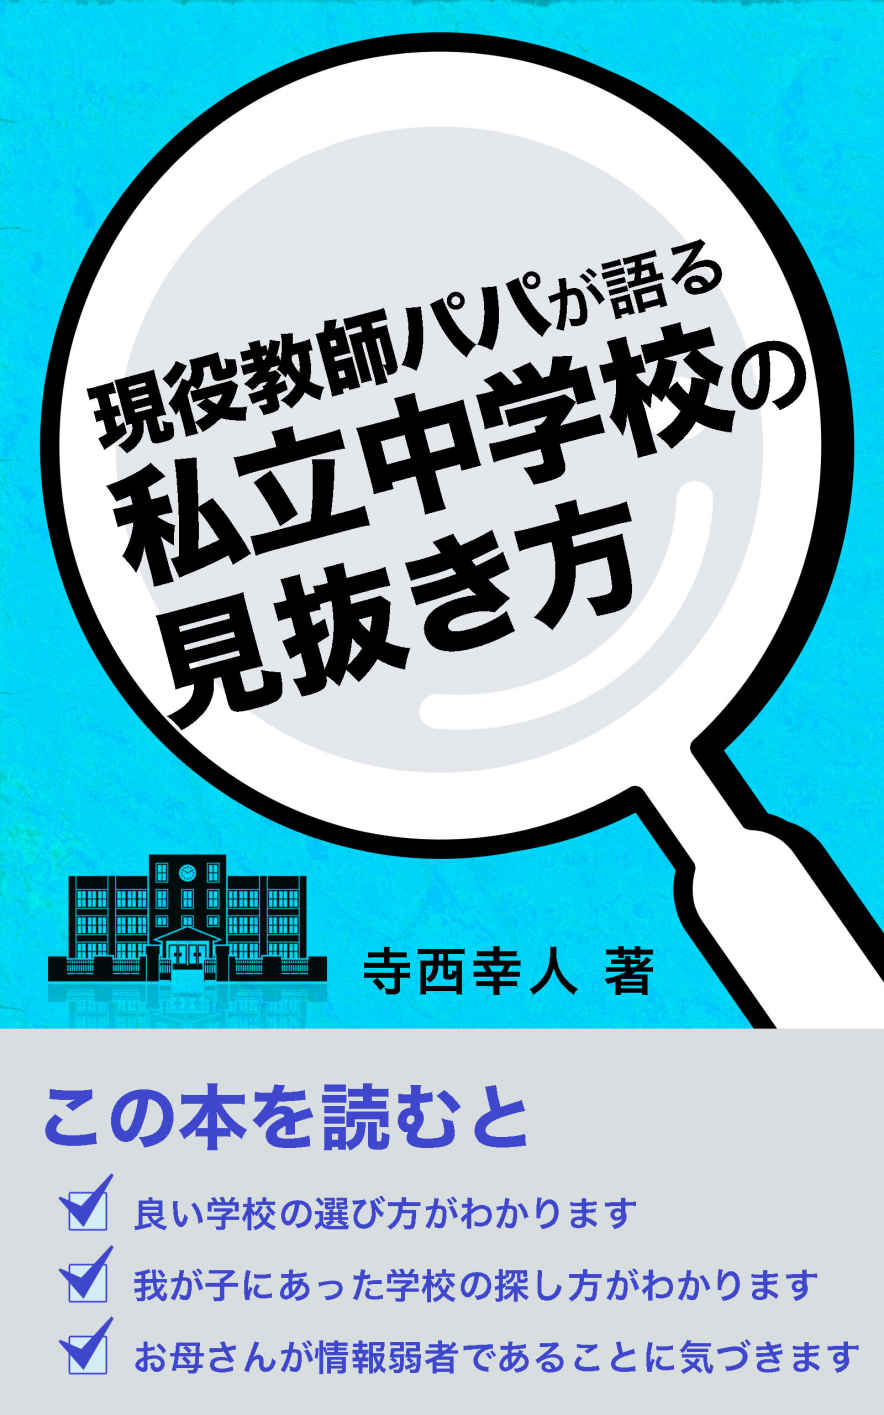 現役教師パパが語る
私立中学校の
見抜き方
寺西幸人 著
この本を読むと
良い学校の選び方がわかります
我が子にあった学校の探し方がわかります
お母さんが情報弱者であることに気づきます